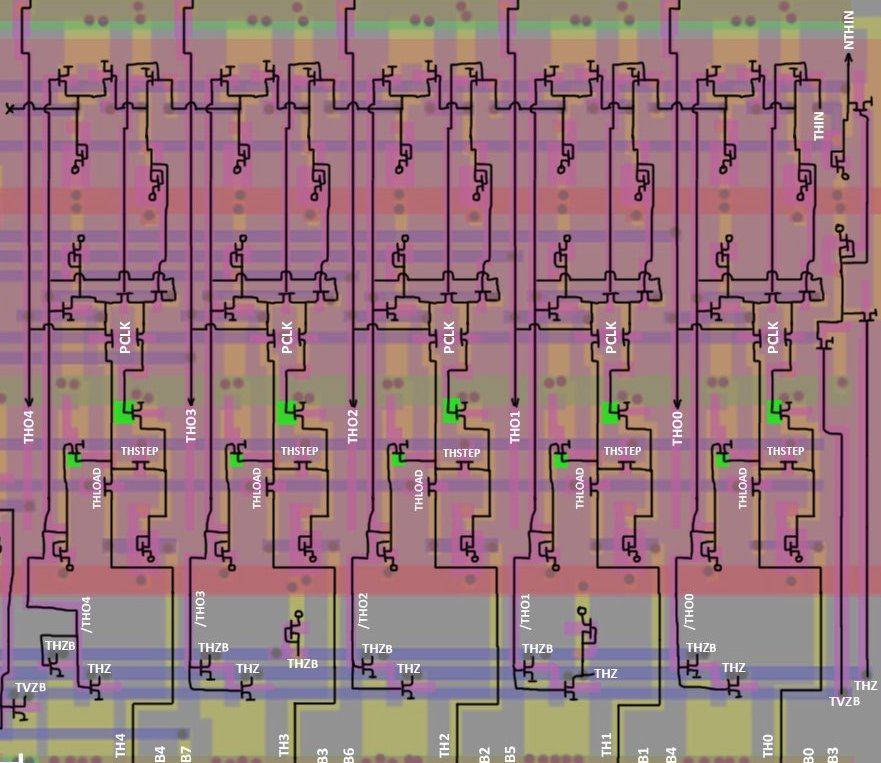 NTHIN
THIN
PCLK
PCLK
PCLK
PCLK
PCLK
THO4
THO3
THO2
THO1
THO0
THSTEP
THSTEP
THSTEP
THSTEP
THSTEP
THLOAD
THLOAD
THLOAD
THLOAD
THLOAD
/THO4
/THO3
/THO2
/THO1
/THO0
THZB
THZB
THZB
THZB
THZB
THZB
THZ
THZ
THZ
THZ
THZ
THZ
TVZB
TVZB
TH4
B4
B7
TH3
B3
B6
TH2
B2
B5
TH1
B1
B4
TH0
B0
B3